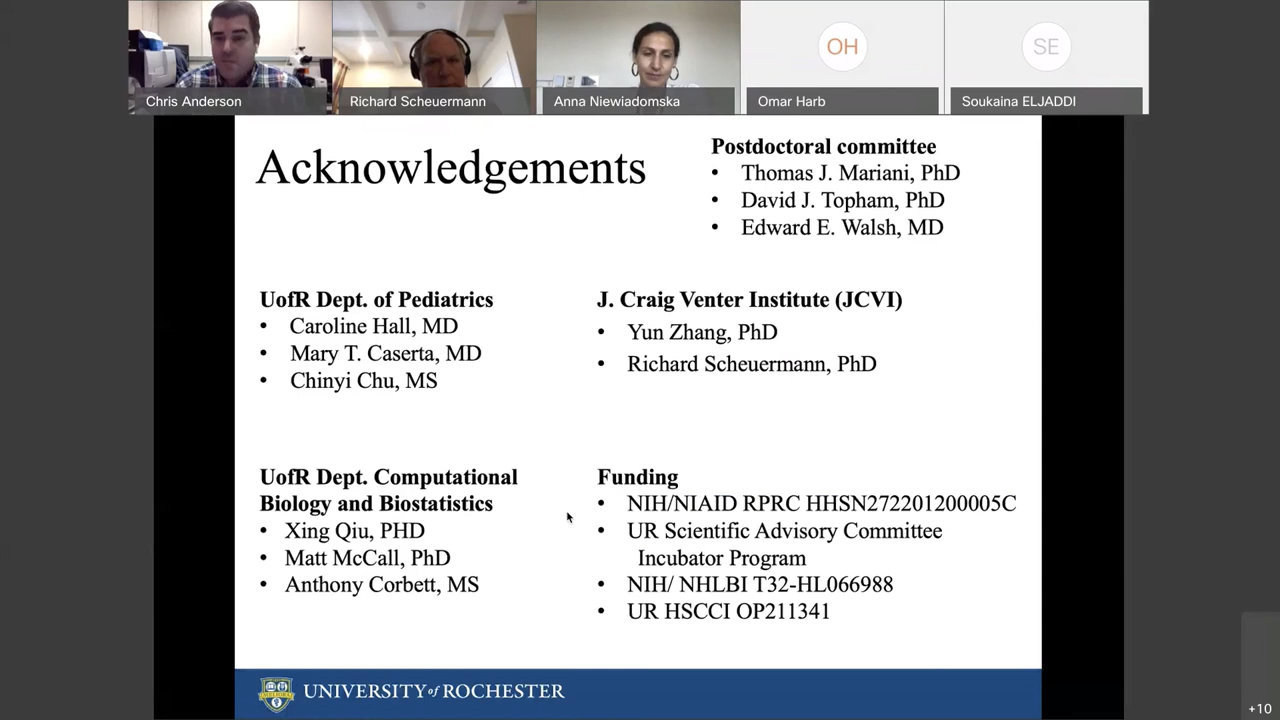 OH
SE
Chris Anderson
Richard Scheuermann
Anna Niewiadomska
Omar Harb
Soukaina ELJADDI
Acknowledgements
Postdoctoral committee
• Thomas J. Mariani, PhD
• David J. Topham, PhD
• Edward E. Walsh, MD
UofR Dept. of Pediatrics
• Caroline Hall, MD
• Mary T. Caserta, MD
• Chinyi Chu, MS
J. Craig Venter Institute (JCVI)
• Yun Zhang, PhD
• Richard Scheuermann, PhD
UofR Dept. Computational
Biology and Biostatistics
• Xing Qiu, PHD
• Matt McCall, PhD
• Anthony Corbett, MS
Funding
• NIH/NIAID RPRC HHSN272201200005C
• UR Scientific Advisory Committee
Incubator Program
• NIH/ NHLBI T32-HL066988
• UR HSCCI OP211341
UNIVERSITY of ROCHESTER
+10